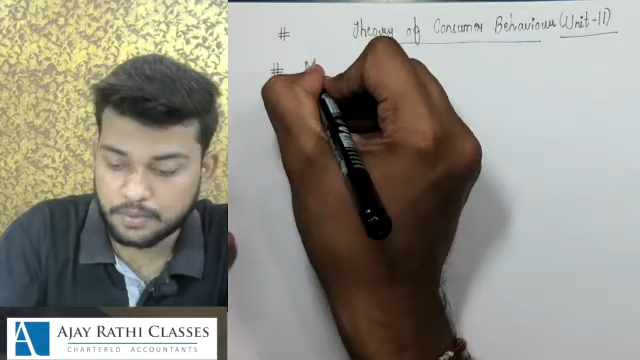 # Theory of Consumer Behaviour (Unit-II)
#
AJAY RATHI CLASSES
CHARTERED ACCOUNTANTS